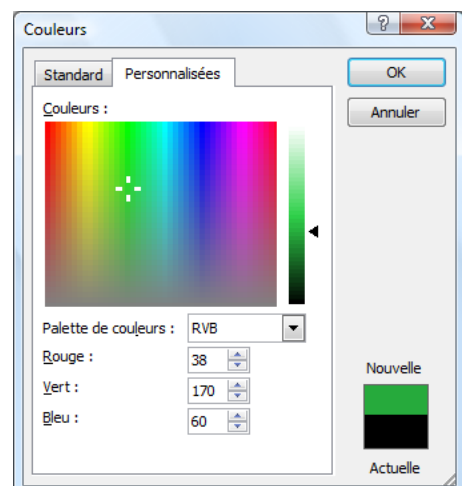 Couleurs
Standard
Personnalisées
OK
Annuler
Couleurs :
Palette de couleurs :
RVB
Rouge :
38
Vert :
170
Bleu :
60
Nouvelle
Actuelle